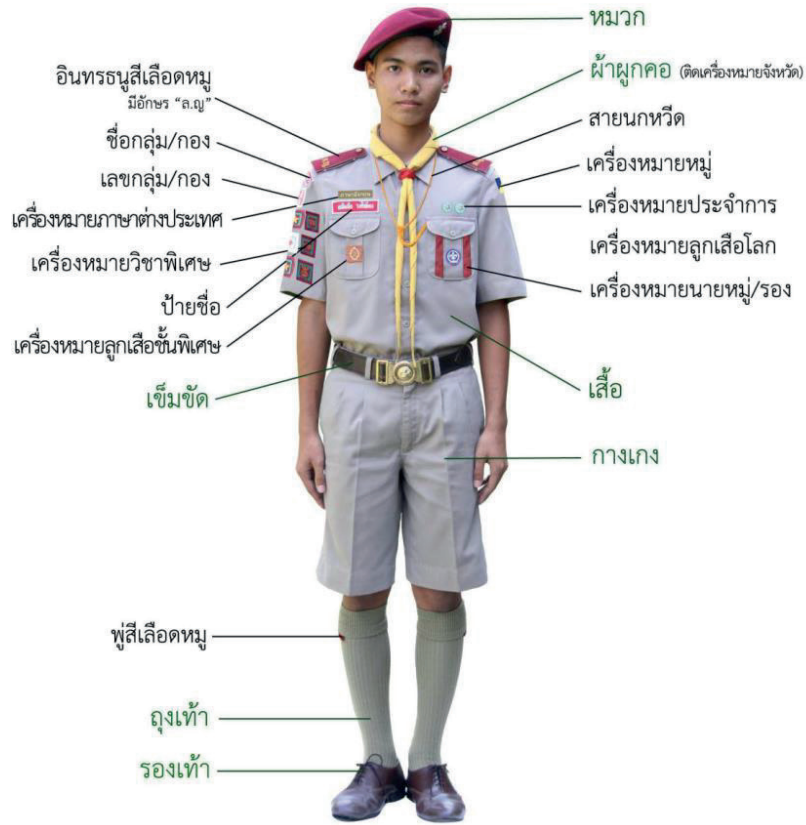 หมวก
ผ้าผูกคอ (ติดเครื่องหมายจังหวัด)
สายนกหวีด
เครื่องหมายหมู่
เครื่องหมายประจำการ
เครื่องหมายลูกเสือโลก
เครื่องหมายนายหมู่/รอง
เสื้อ
กางเกง
อินทรธนูสีเลือดหมู
มีอักษร "ล.ญ"
ชื่อกลุ่ม/กอง
เลขกลุ่ม/กอง
เครื่องหมายภาษาต่างประเทศ
เครื่องหมายวิชาพิเศษ
ป้ายชื่อ
เครื่องหมายลูกเสือชั้นพิเศษ
เข็มขัด
พู่สีเลือดหมู
ถุงเท้า
รองเท้า